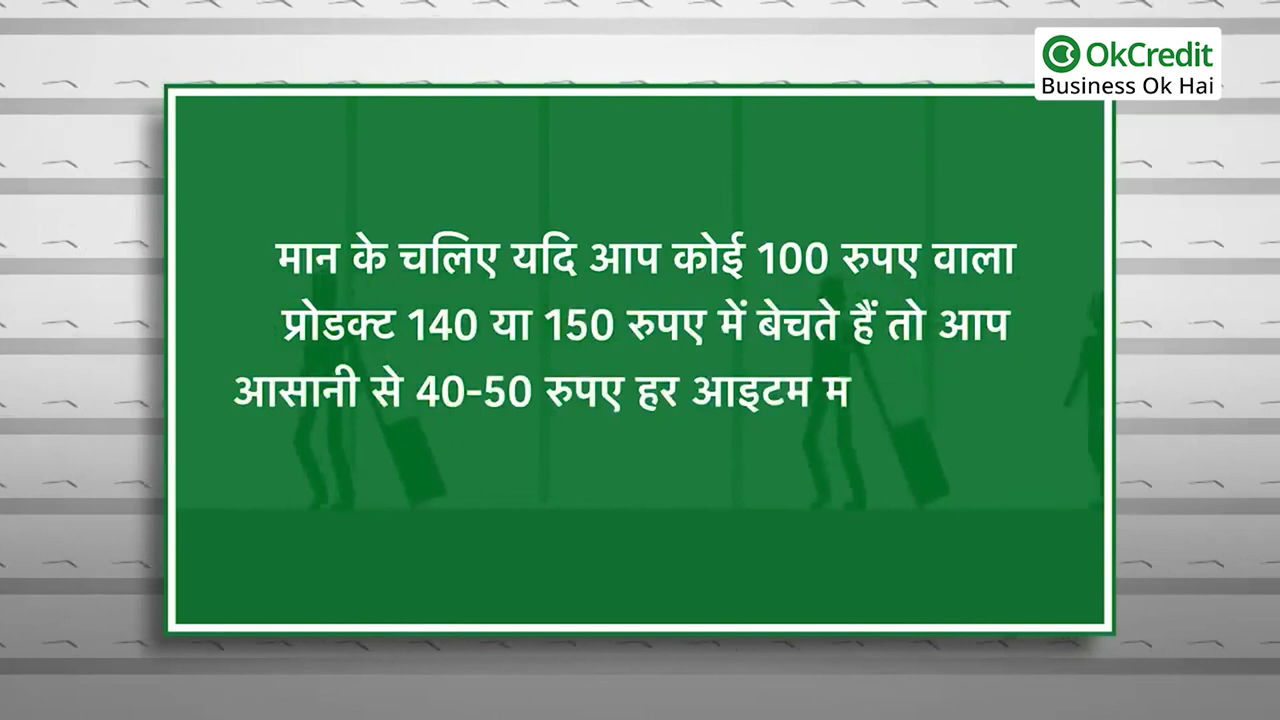 OkCredit
Business Ok Hai
मान के चलिए यदि आप कोई 100 रुपए वाला
प्रोडक्ट 140 या 150 रुपए में बेचते हैं तो आप
आसानी से 40-50 रुपए हर आइटम म